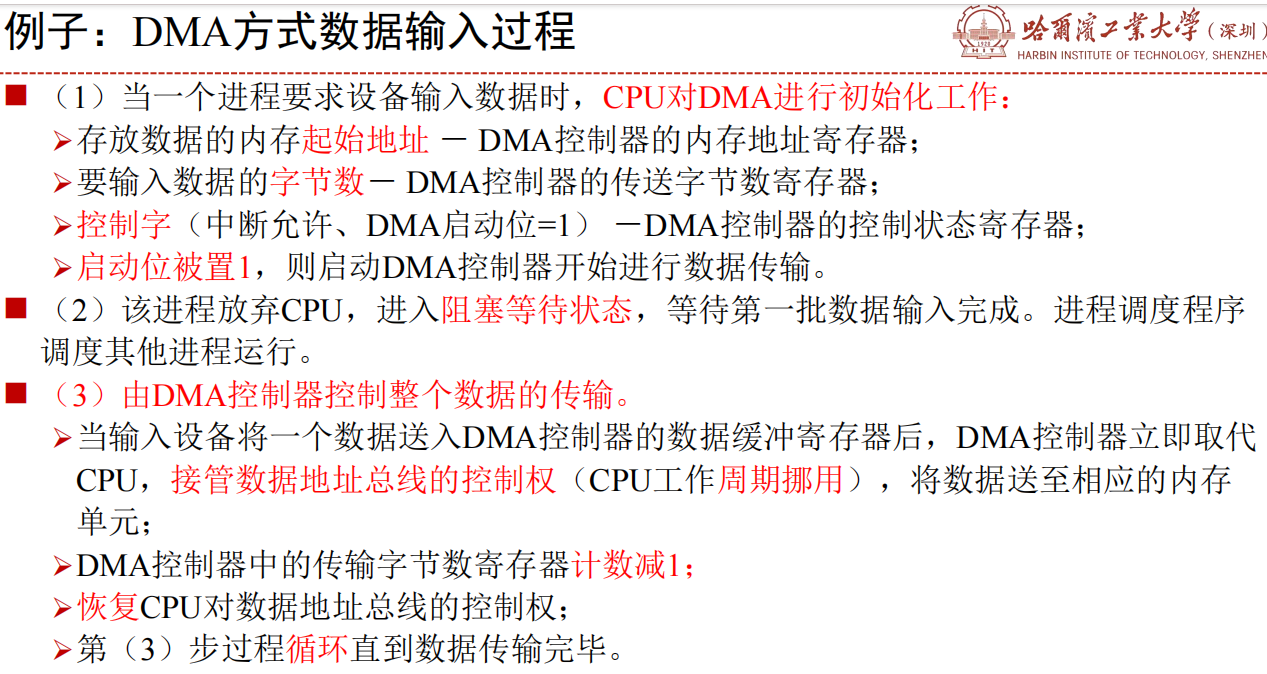 例子：DMA方式数据输入过程
哈爾濱工業大學（深圳）
HARBIN INSTITUTE OF TECHNOLOGY, SHENZHEN
1920
HIT
（1）当一个进程要求设备输入数据时，CPU对DMA进行初始化工作：
存放数据的内存起始地址 － DMA控制器的内存地址寄存器；
要输入数据的字节数－ DMA控制器的传送字节数寄存器；
控制字（中断允许、DMA启动位=1）－DMA控制器的控制状态寄存器；
启动位被置1，则启动DMA控制器开始进行数据传输。
（2）该进程放弃CPU，进入阻塞等待状态，等待第一批数据输入完成。进程调度程序
调度其他进程运行。
（3）由DMA控制器控制整个数据的传输。
当输入设备将一个数据送入DMA控制器的数据缓冲寄存器后，DMA控制器立即取代
CPU，接管数据地址总线的控制权（CPU工作周期挪用），将数据送至相应的内存
单元；
DMA控制器中的传输字节数寄存器计数减1；
恢复CPU对数据地址总线的控制权；
第（3）步过程循环直到数据传输完毕。